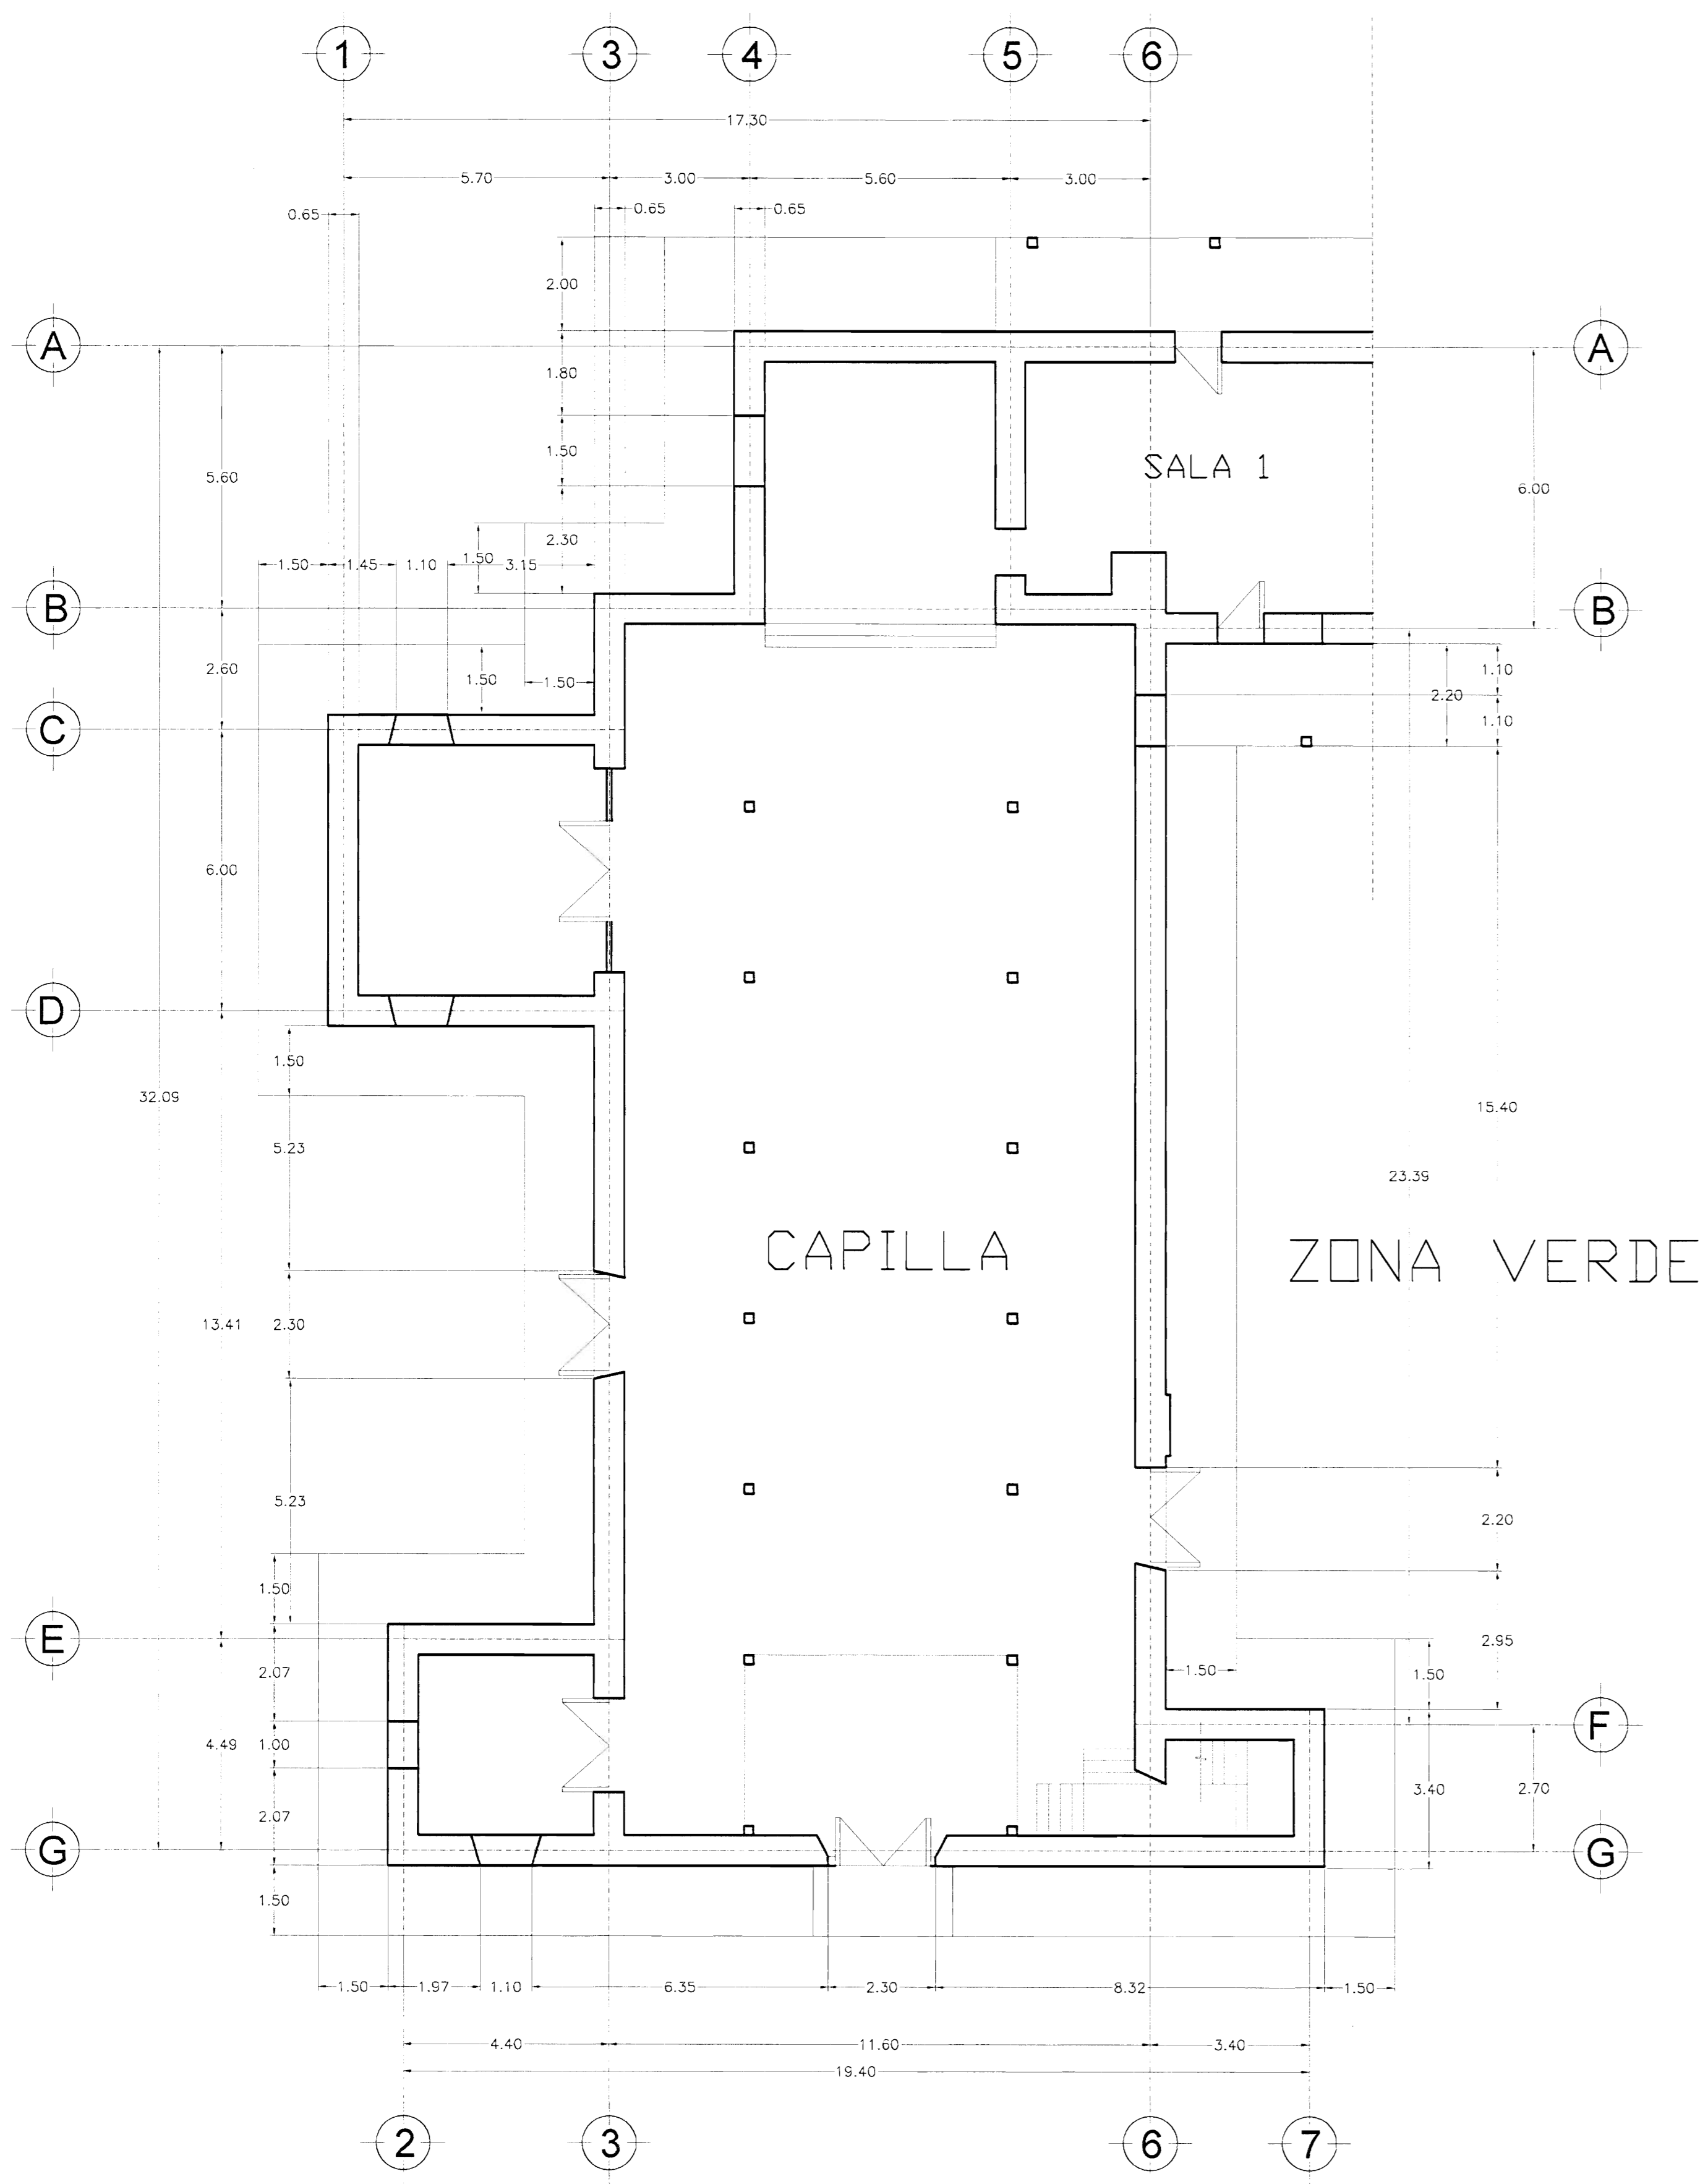 1 3 4 5 6
17.30
5.70 3.00 5.60 3.00
0.65 0.65 0.65
2.00
A A
1.80
1.50
5.60 SALA 1 6.00
2.30
1.50
1.50 1.45 1.10 3.15
B B
2.60 1.50 1.50 2.20 1.10
1.10
C
6.00
D
1.50
32.09 15.40
5.23 23.39
CAPILLA ZONA VERDE
13.41 2.30
5.23 2.20
1.50
E 2.95
2.07 1.50 1.50
F
4.49 1.00
3.40 2.70
2.07
G G
1.50
1.50 1.97 1.10 6.35 2.30 8.32 1.50
4.40 11.60 3.40
19.40
2 3 6 7